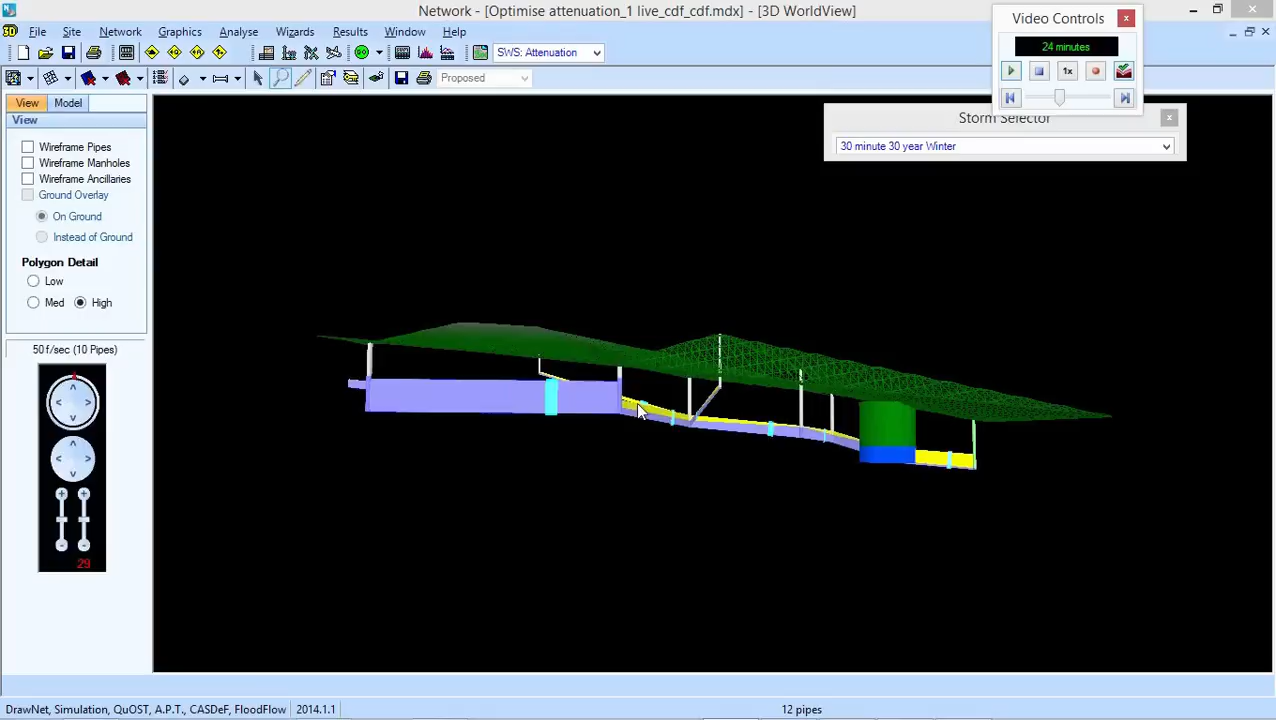 Network - [Optimise attenuation_1 live_cdf_cdf.mdx] - [3D WorldView]
Video Controls
3D File Site Network Graphics Analyse Wizards Results Window Help
24 minutes
SWS: Attenuation
1x
Proposed
View Model
Storm Selector
View
30 minute 30 year Winter
Wireframe Pipes
Wireframe Manholes
Wireframe Ancillaries
Ground Overlay
On Ground
Instead of Ground
Polygon Detail
Low
Med High
50 f/sec (10 Pipes)
29
DrawNet, Simulation, QuOST, A.P.T., CASDeF, FloodFlow 2014.1.1 12 pipes